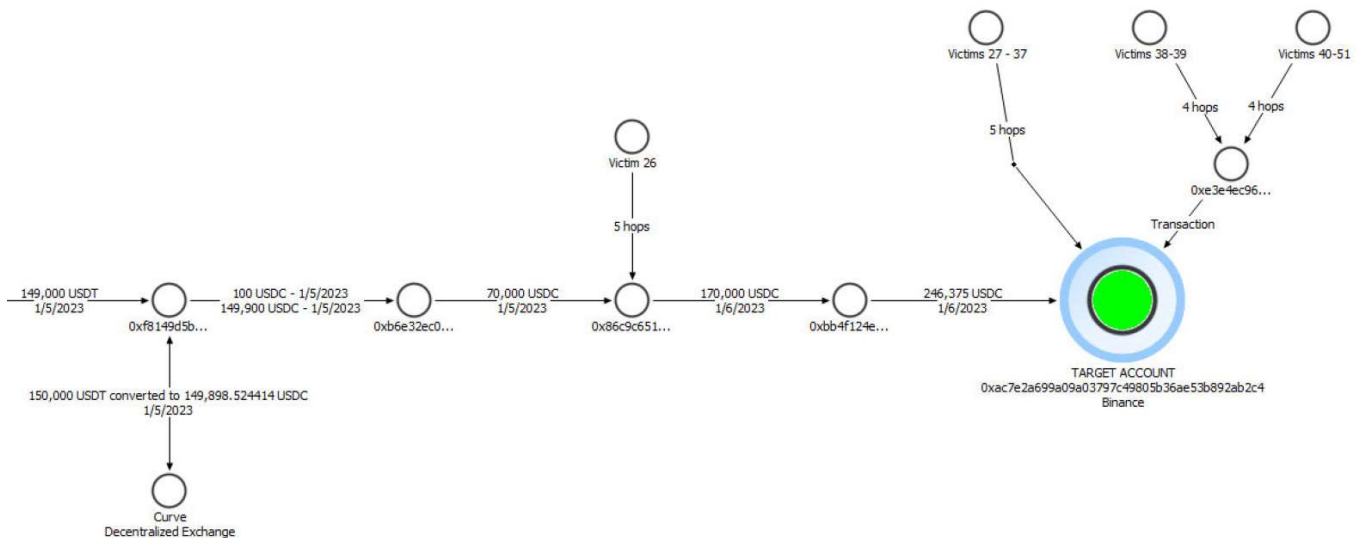 Victims 27 - 37
Victims 38-39
Victims 40-51
4 hops
4 hops
5 hops
Victim 26
0xe3e4ec96...
5 hops
Transaction
149,000 USDT
1/5/2023
0xf8149d5b...
100 USDC - 1/5/2023
149,900 USDC - 1/5/2023
0xb6e32ec0...
70,000 USDC
1/5/2023
0x86c9c651...
170,000 USDC
1/6/2023
0xbb4f124e...
246,375 USDC
1/6/2023
TARGET ACCOUNT
0xac7e2a699a09a03797c49805b36ae53b892ab2c4
Binance
150,000 USDT converted to 149,898.524414 USDC
1/5/2023
Curve
Decentralized Exchange